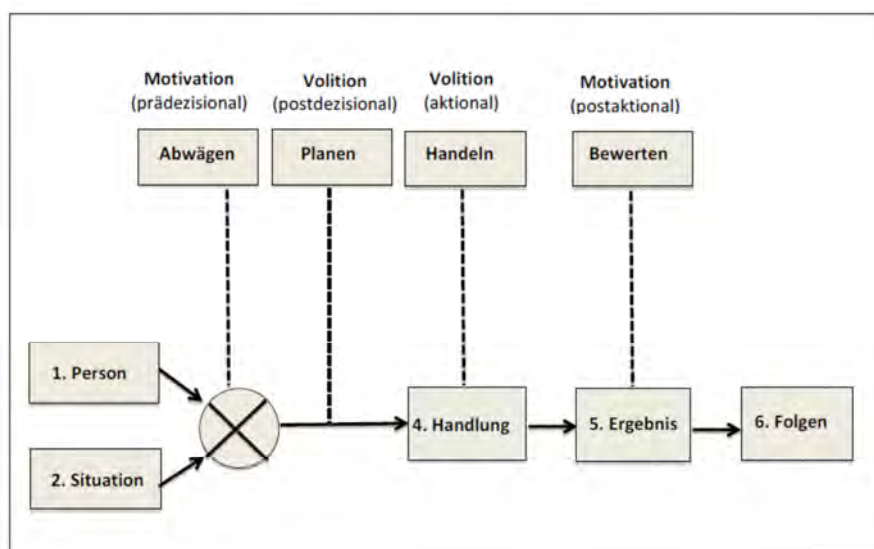 Motivation
(prädezisional)
Volition
(postdezisional)
Volition
(aktional)
Motivation
(postaktional)
Abwägen
Planen
Handeln
Bewerten
1. Person
2. Situation
4. Handlung
5. Ergebnis
6. Folgen